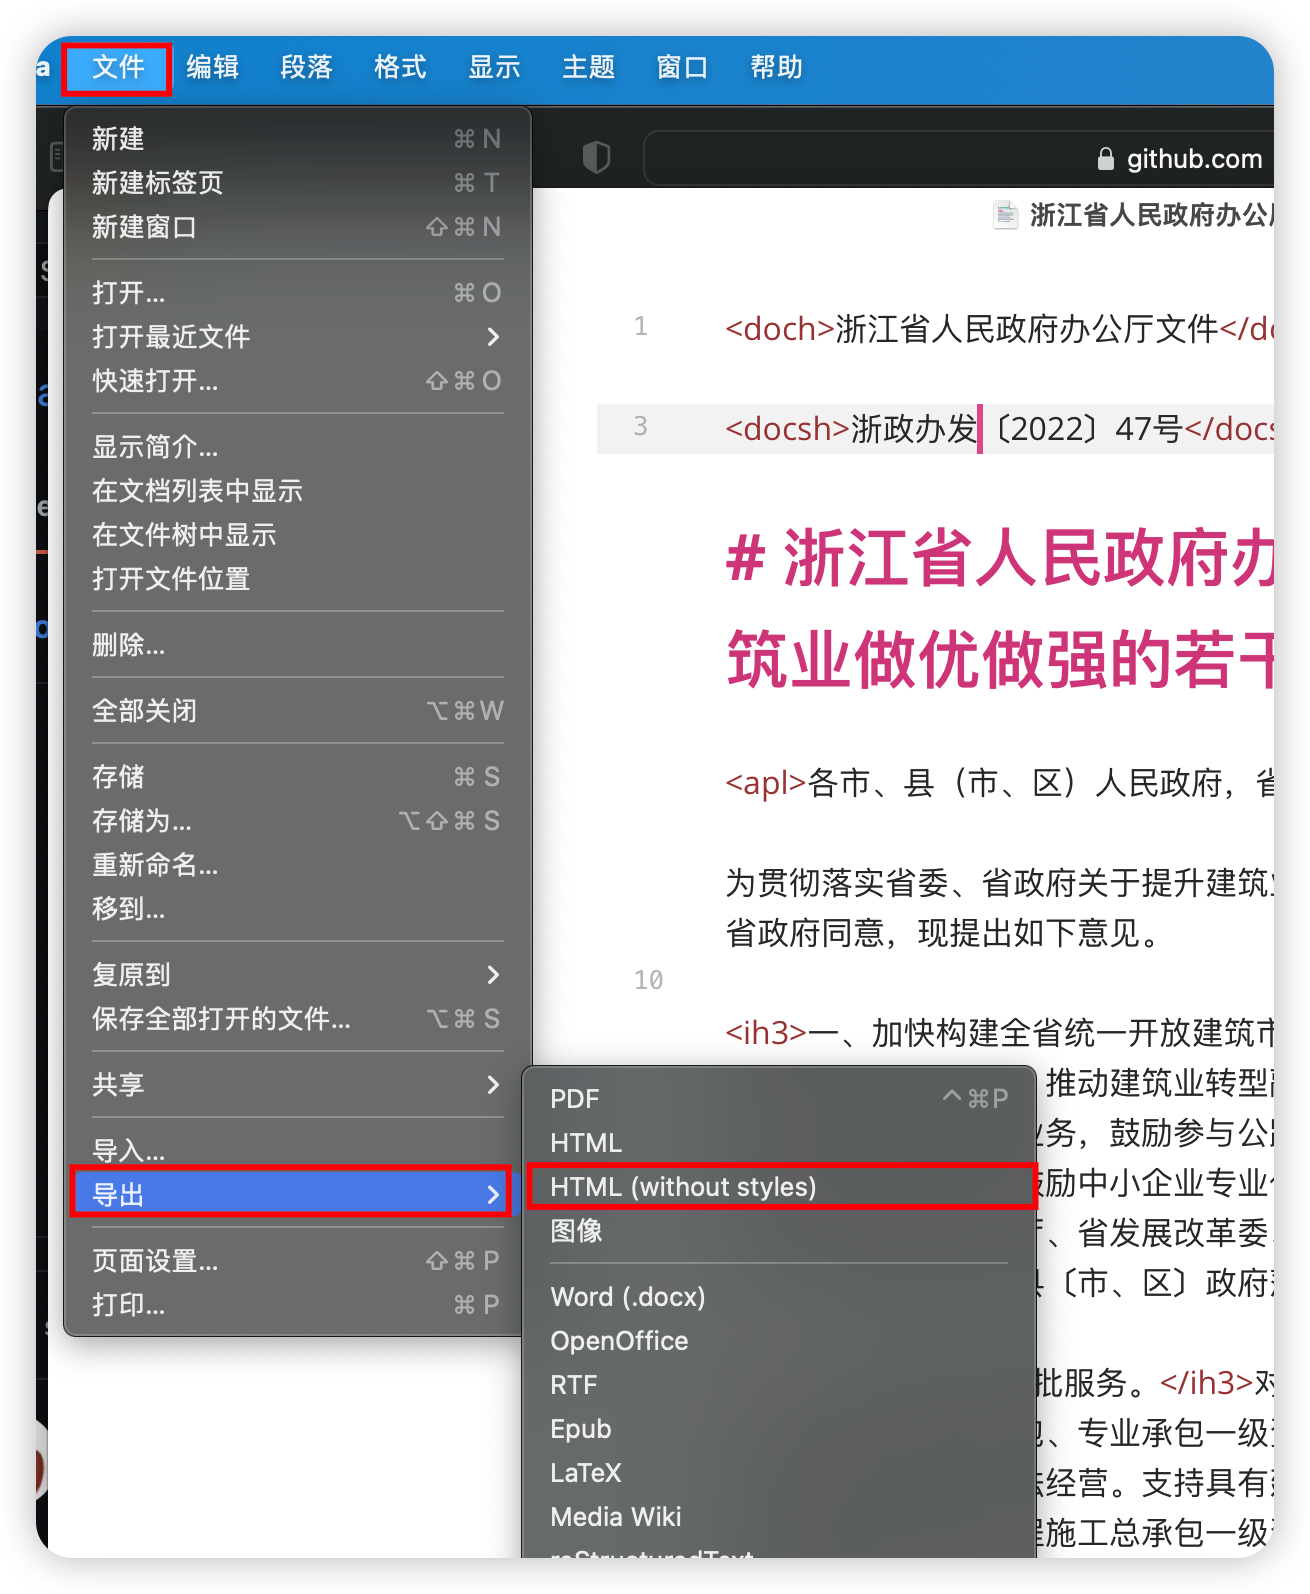 a 文件 编辑 段落 格式 显示 主题 窗口 帮助
新建 ⌘ N
新建标签页 ⌘ T
新建窗口 ⇧ ⌘ N
打开... ⌘ O
打开最近文件
快速打开... ⇧ ⌘ O
显示简介...
在文档列表中显示
在文件树中显示
打开文件位置
删除...
全部关闭 ⌥ ⌘ W
存储 ⌘ S
存储为... ⌥ ⇧ ⌘ S
重新命名...
移到...
复原到
保存全部打开的文件... ⌥ ⌘ S
共享
导入...
导出
页面设置... ⇧ ⌘ P
打印... ⌘ P
PDF ^ ⌘ P
HTML
HTML (without styles)
图像
Word (.docx)
OpenOffice
RTF
Epub
LaTeX
Media Wiki
reStructuredText
github.com
浙江省人民政府办公
1 <doch>浙江省人民政府办公厅文件</do
3 <docsh>浙政办发〔2022〕47号</docs
# 浙江省人民政府办
筑业做优做强的若干
<apl>各市、县（市、区）人民政府，省
为贯彻落实省委、省政府关于提升建筑
省政府同意，现提出如下意见。
10
<ih3>一、加快构建全省统一开放建筑市
推动建筑业转型
务，鼓励参与公
励中小企业专业
、省发展改革委
〔市、区〕政府
批服务。</ih3>对
、专业承包一级
经营。支持具有
施工总承包一级